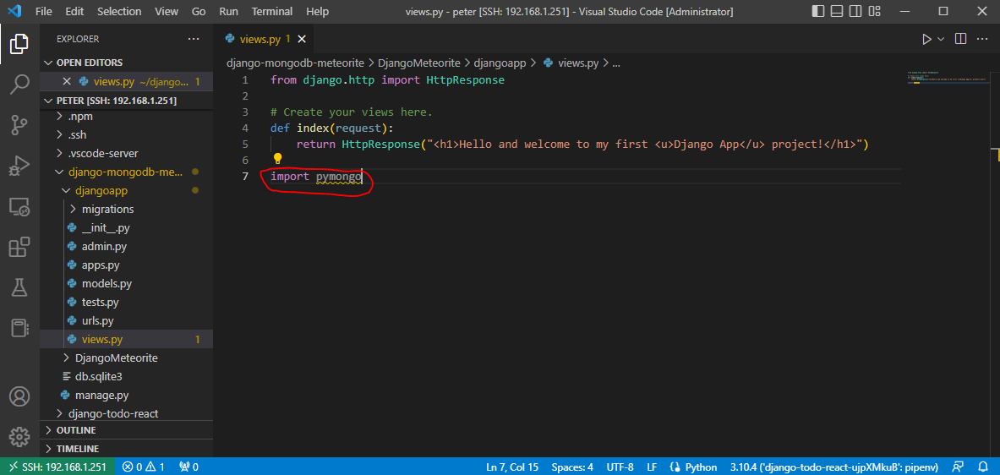 File Edit Selection View Go Run Terminal Help views.py - peter [SSH: 192.168.1.251] - Visual Studio Code [Administrator]
EXPLORER
OPEN EDITORS
views.py ~/django... 1
PETER [SSH: 192.168.1.251]
.npm
.ssh
.vscode-server
django-mongodb-me...
djangoapp
migrations
__init__.py
admin.py
apps.py
models.py
tests.py
urls.py
views.py 1
DjangoMeteorite
db.sqlite3
manage.py
django-todo-react
OUTLINE
TIMELINE
views.py 1
django-mongodb-meteorite > DjangoMeteorite > djangoapp > views.py > ...
1 from django.http import HttpResponse
2
3 # Create your views here.
4 def index(request):
5 return HttpResponse("<h1>Hello and welcome to my first <u>Django App</u> project!</h1>")
6
7 import pymongo
SSH: 192.168.1.251 0 1 0 Ln 7, Col 15 Spaces: 4 UTF-8 LF Python 3.10.4 ('django-todo-react-ujpXMkuB': pipenv)